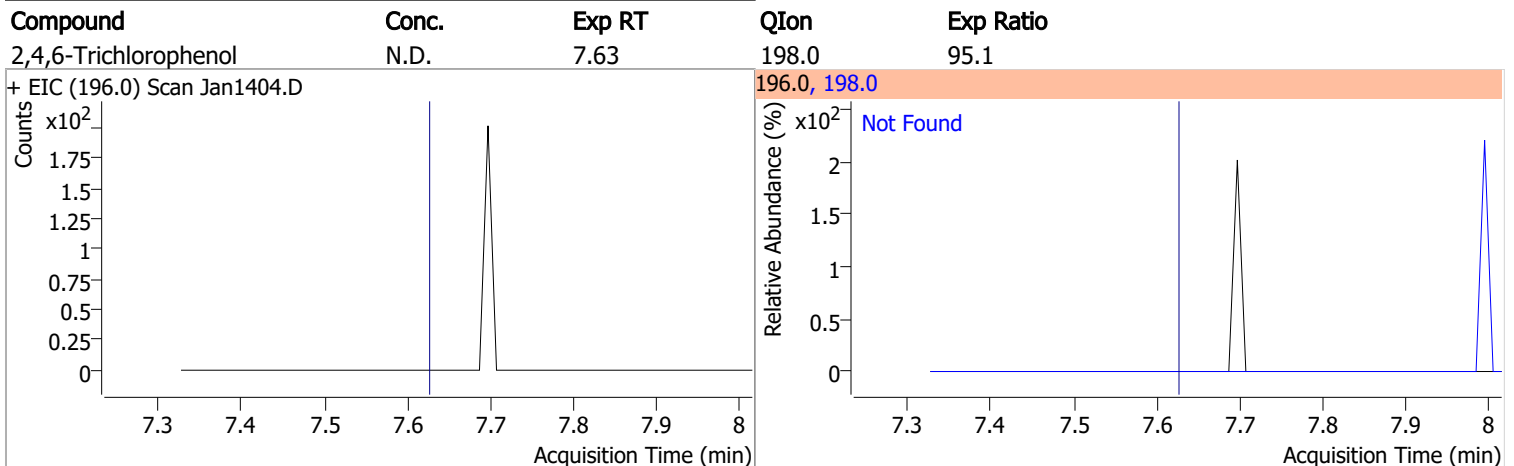 Compound Conc. Exp RT QIon Exp Ratio
2,4,6-Trichlorophenol N.D. 7.63 198.0 95.1
+ EIC (196.0) Scan Jan1404.D
Counts
x10²
1.75
1.5
1.25
1
0.75
0.5
0.25
0
7.3 7.4 7.5 7.6 7.7 7.8 7.9 8
Acquisition Time (min)
196.0, 198.0
Relative Abundance (%)
x10²
Not Found
2
1.5
1
0.5
0
7.3 7.4 7.5 7.6 7.7 7.8 7.9 8
Acquisition Time (min)